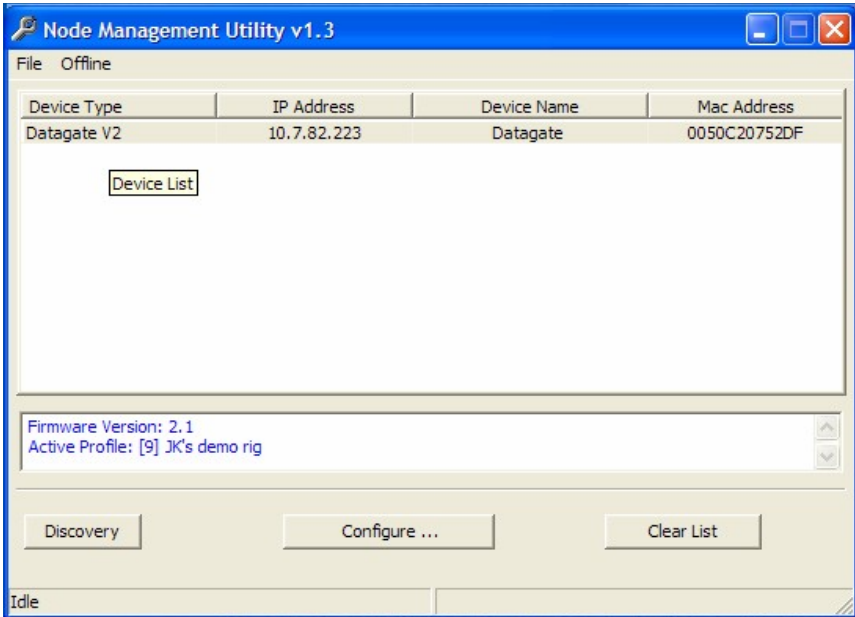 Node Management Utility v1.3
File Offline
Device Type IP Address Device Name Mac Address
Datagate V2 10.7.82.223 Datagate 0050C20752DF
Device List
Firmware Version: 2.1
Active Profile: [9] JK's demo rig
Discovery Configure ... Clear List
Idle